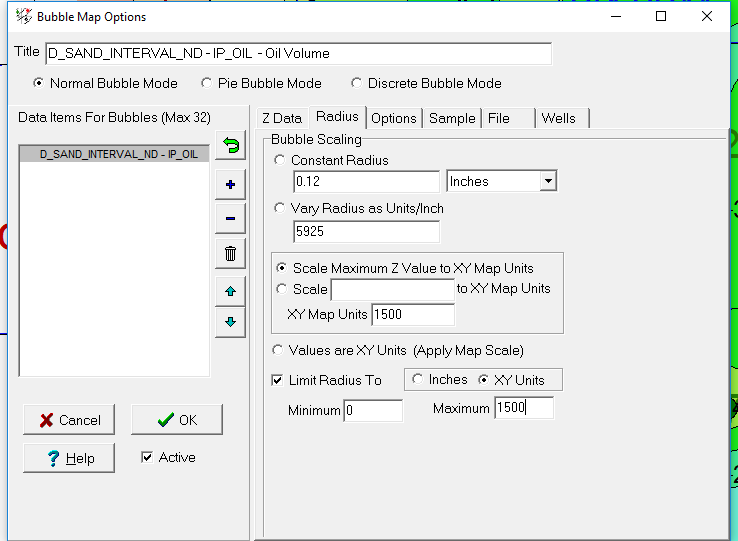 Bubble Map Options
Title D_SAND_INTERVAL_ND - IP_OIL - Oil Volume
Normal Bubble Mode Pie Bubble Mode Discrete Bubble Mode
Data Items For Bubbles (Max 32)
D_SAND_INTERVAL_ND - IP_OIL
Cancel OK
Help Active
Z Data Radius Options Sample File Wells
Bubble Scaling
Constant Radius
0.12 Inches
Vary Radius as Units/Inch
5925
Scale Maximum Z Value to XY Map Units
Scale to XY Map Units
XY Map Units 1500
Values are XY Units (Apply Map Scale)
Limit Radius To Inches XY Units
Minimum 0 Maximum 1500